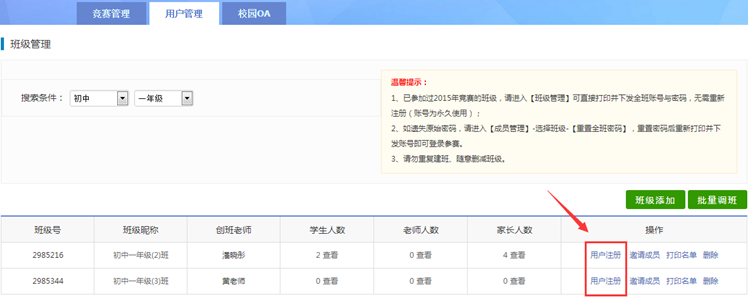 竞赛管理 用户管理 校园OA
班级管理
搜索条件： 初中 一年级
温馨提示：
1、已参加过2015年竞赛的班级，请进入【班级管理】可直接打印并下发全班账号与密码，无需重新
注册（账号为永久使用）；
2、如遗失原始密码，请进入【成员管理】-选择班级-【重置全班密码】，重置密码后重新打印并下
发账号即可登录参赛。
3、请勿重复建班、随意删减班级。
班级添加 批量调班
班级号 班级昵称 创班老师 学生人数 老师人数 家长人数 操作
2985216 初中一年级(2)班 潘晓彤 2 查看 0 查看 4 查看 用户注册 邀请成员 打印名单 删除
2985344 初中一年级(3)班 黄老师 0 查看 0 查看 0 查看 用户注册 邀请成员 打印名单 删除